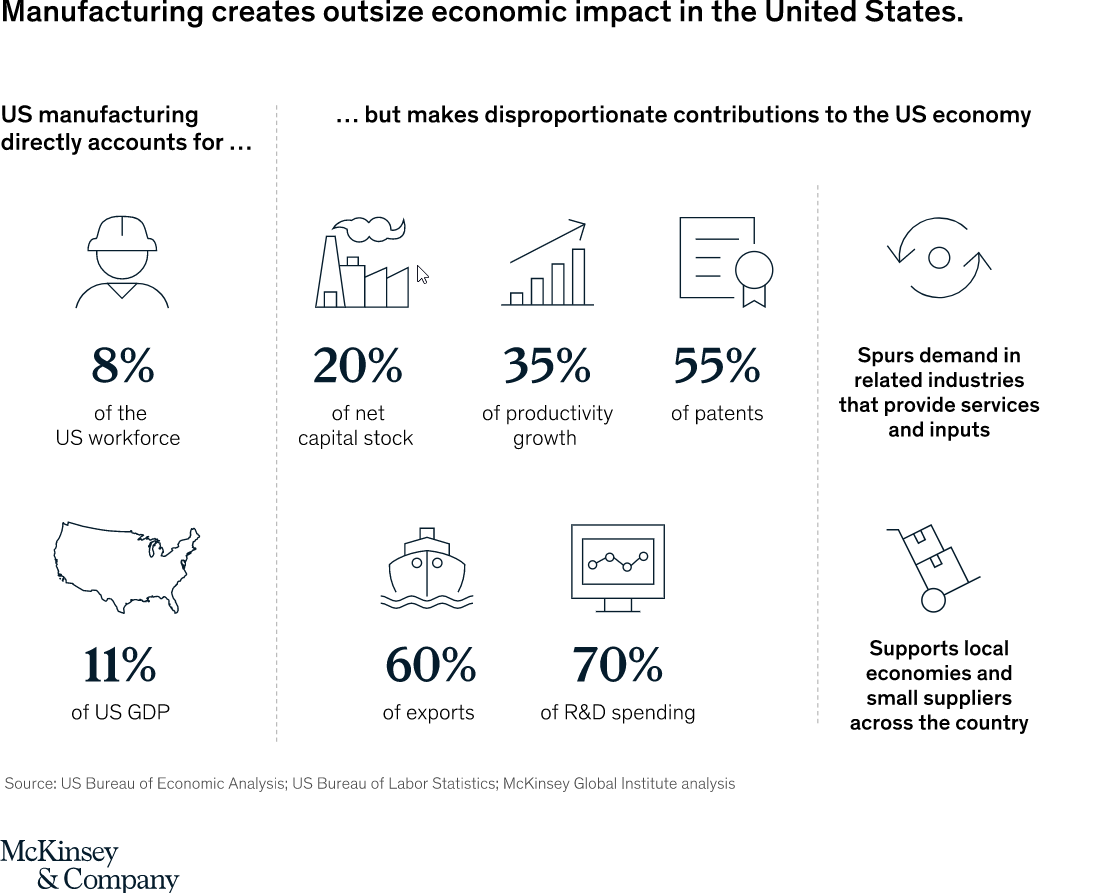 Manufacturing creates outsize economic impact in the United States.
US manufacturing
directly accounts for …
… but makes disproportionate contributions to the US economy
8%
of the
US workforce
11%
of US GDP
20%
of net
capital stock
35%
of productivity
growth
55%
of patents
60%
of exports
70%
of R&D spending
Spurs demand in
related industries
that provide services
and inputs
Supports local
economies and
small suppliers
across the country
Source: US Bureau of Economic Analysis; US Bureau of Labor Statistics; McKinsey Global Institute analysis
McKinsey
& Company